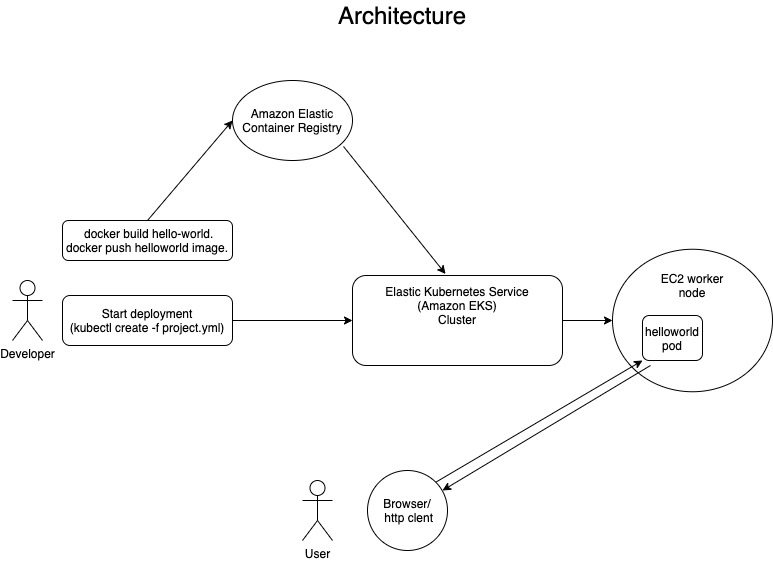 Architecture
Amazon Elastic
Container Registry
docker build hello-world.
docker push helloworld image.
Start deployment
(kubectl create -f project.yml)
Developer
Elastic Kubernetes Service
(Amazon EKS)
Cluster
EC2 worker
node
helloworld
pod
Browser/
http clent
User